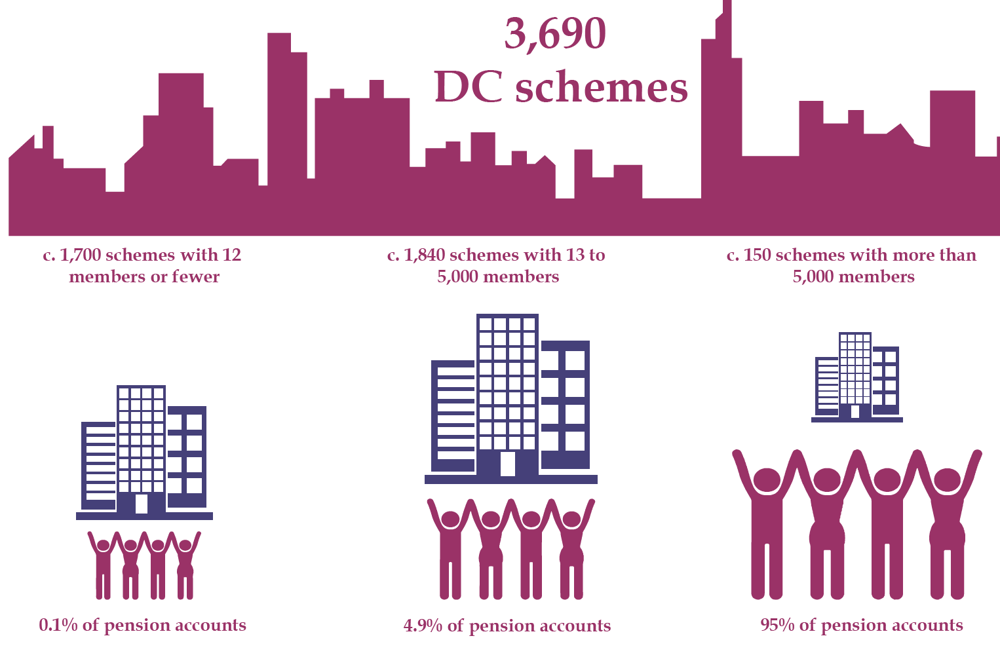 3,690
DC schemes
c. 1,700 schemes with 12
members or fewer
c. 1,840 schemes with 13 to
5,000 members
c. 150 schemes with more than
5,000 members
0.1% of pension accounts
4.9% of pension accounts
95% of pension accounts